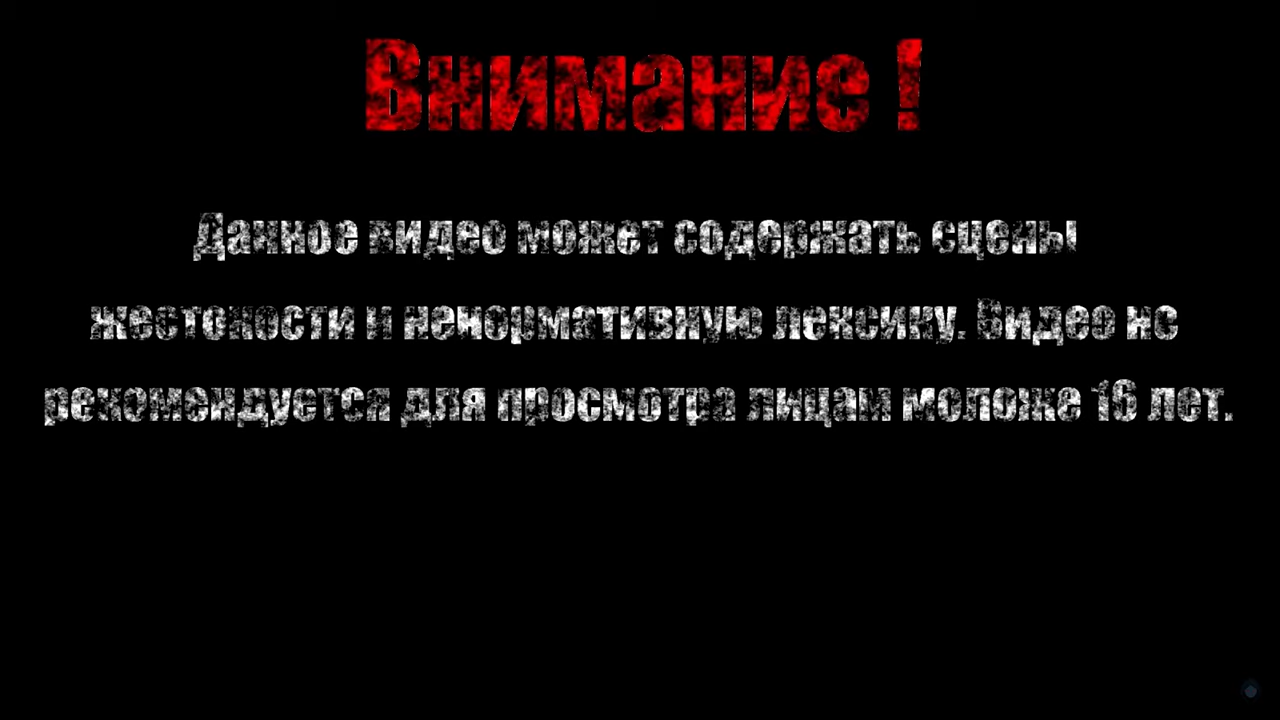 Внимание !
Данное видео может содержать сцены
жестокости и ненормативную лексику. Видео не
рекомендуется для просмотра лицам моложе 16 лет.